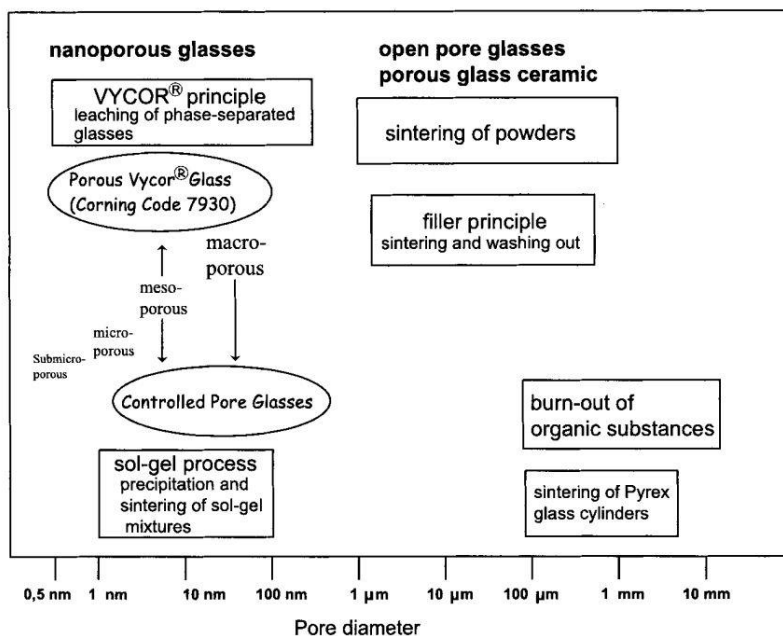 nanoporous glasses
open pore glasses
porous glass ceramic
VYCOR® principle
leaching of phase-separated
glasses
sintering of powders
Porous Vycor® Glass
(Corning Code 7930)
filler principle
sintering and washing out
macro-
porous
meso-
porous
micro-
porous
Submicro-
porous
Controlled Pore Glasses
burn-out of
organic substances
sol-gel process
precipitation and
sintering of sol-gel
mixtures
sintering of Pyrex
glass cylinders
0,5 nm 1 nm 10 nm 100 nm 1 µm 10 µm 100 µm 1 mm 10 mm
Pore diameter